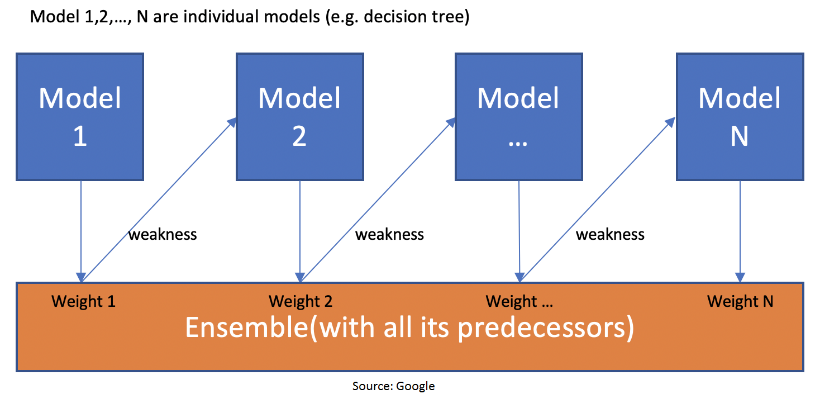 Model 1,2,..., N are individual models (e.g. decision tree)
Model
1
Model
2
Model
...
Model
N
weakness
weakness
weakness
Weight 1
Weight 2
Weight ...
Weight N
Ensemble(with all its predecessors)
Source: Google